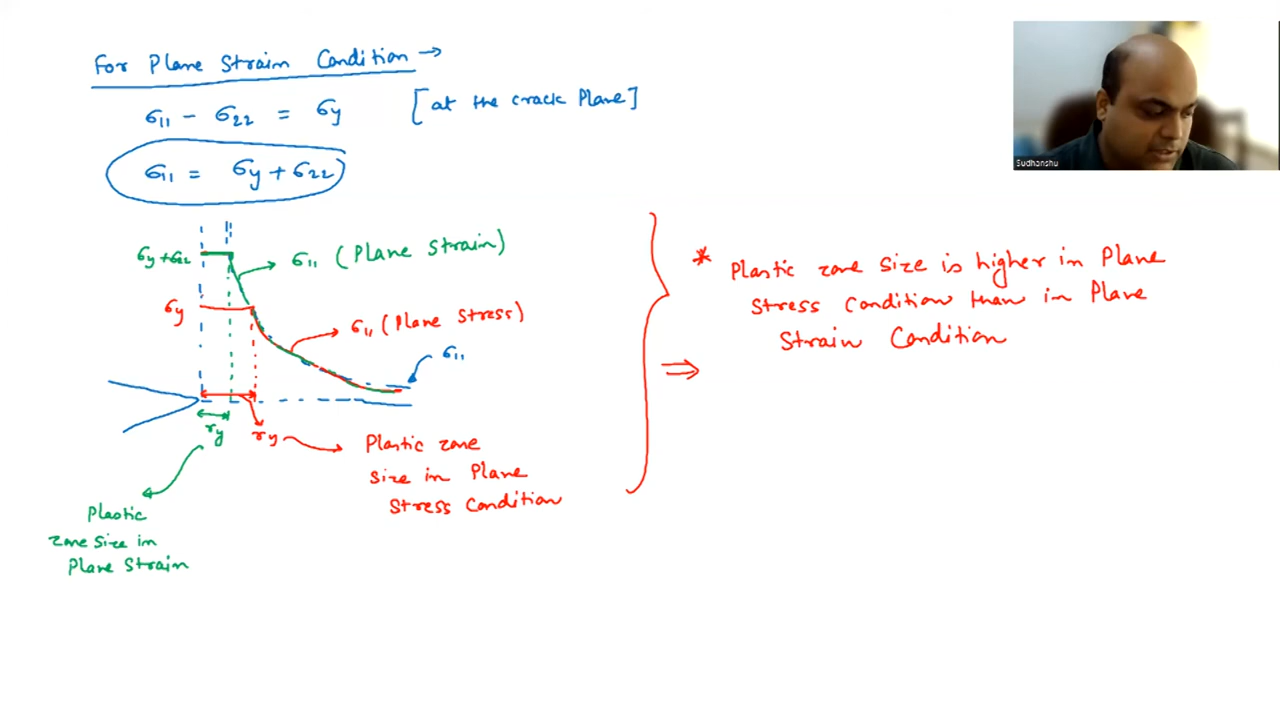 For Plane Strain Condition →
σ11 - σ22 = σy [at the crack Plane]
σ11 = σy + σ22
σy+σ22
σ11 (Plane Strain)
σy
σ11 (Plane Stress)
σ11
ry
ry
Plastic zone
size in Plane
Stress Condition
Plastic
zone size in
Plane Strain
* Plastic zone size is higher in Plane
Stress Condition than in Plane
Strain Condition
⇒
Sudhanshu